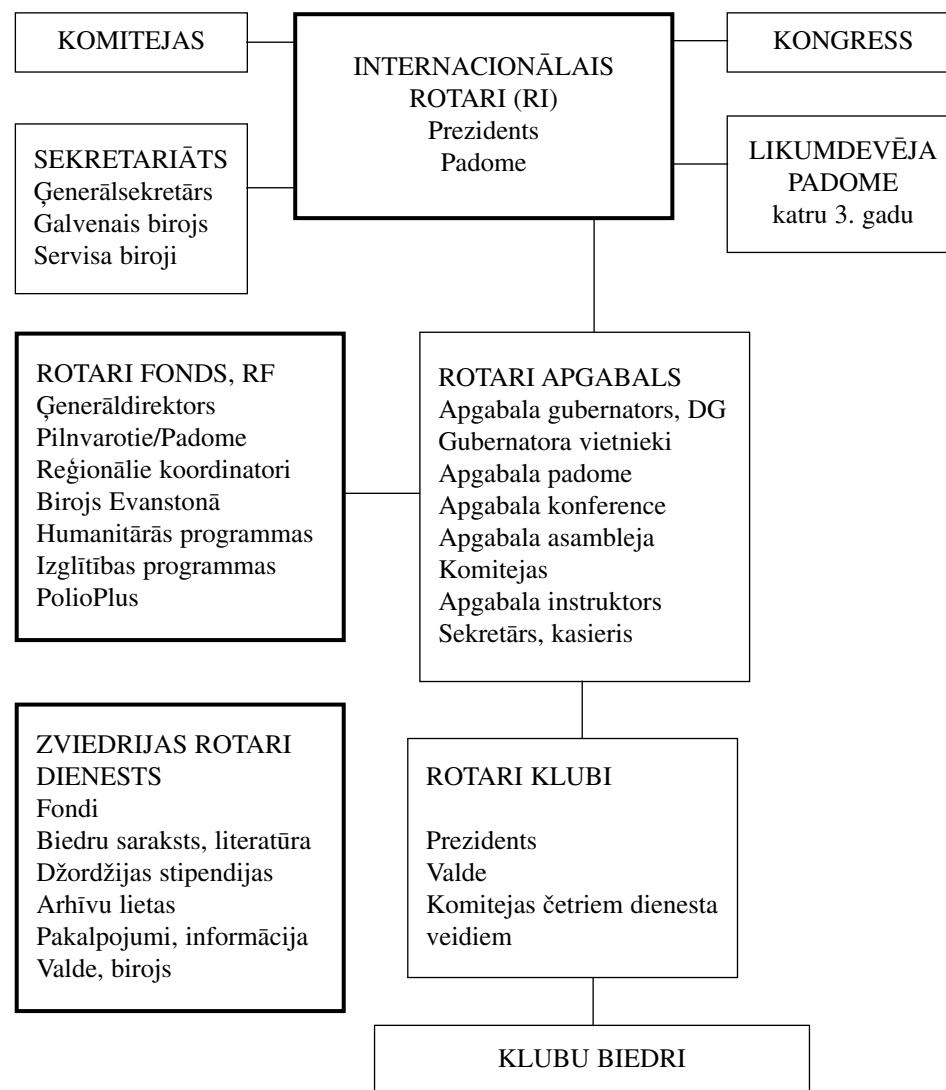 KOMITEJAS
INTERNACIONĀLAIS
ROTARI (RI)
Prezidents
Padome
KONGRESS
SEKRETARIĀTS
Ģenerālsekretārs
Galvenais birojs
Servisa biroji
LIKUMDEVĒJA
PADOME
katru 3. gadu
ROTARI FONDS, RF
Ģenerāldirektors
Pilnvarotie/Padome
Reģionālie koordinatori
Birojs Evanstonā
Humanitārās programmas
Izglītības programmas
PolioPlus
ROTARI APGABALS
Apgabala gubernators, DG
Gubernatora vietnieki
Apgabala padome
Apgabala konference
Apgabala asambleja
Komitejas
Apgabala instruktors
Sekretārs, kasieris
ZVIEDRIJAS ROTARI
DIENESTS
Fondi
Biedru saraksts, literatūra
Džordžijas stipendijas
Arhīvu lietas
Pakalpojumi, informācija
Valde, birojs
ROTARI KLUBI
Prezidents
Valde
Komitejas četriem dienesta
veidiem
KLUBU BIEDRI